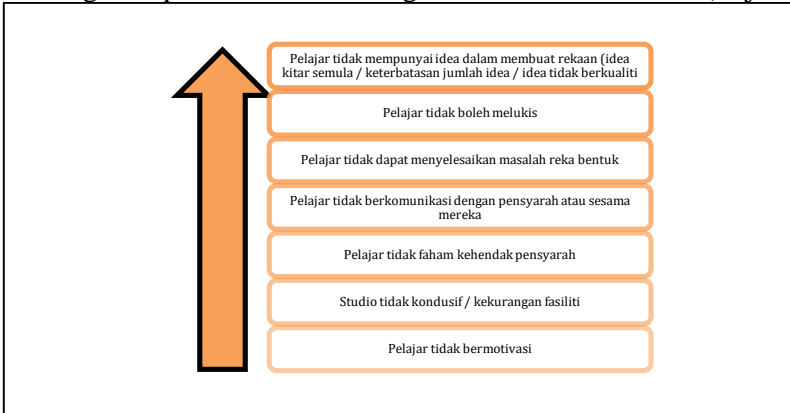 Pelajar tidak mempunyai idea dalam membuat rekaan (idea
kitar semula / keterbatasan jumlah idea / idea tidak berkualiti
Pelajar tidak boleh melukis
Pelajar tidak dapat menyelesaikan masalah reka bentuk
Pelajar tidak berkomunikasi dengan pensyarah atau sesama
mereka
Pelajar tidak faham kehendak pensyarah
Studio tidak kondusif / kekurangan fasiliti
Pelajar tidak bermotivasi